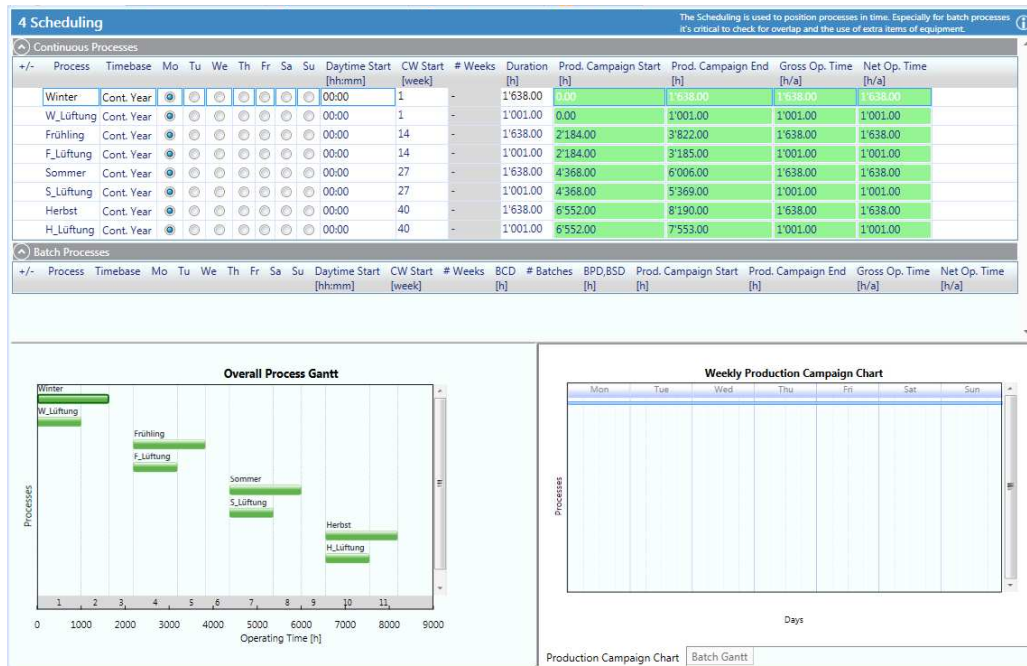 4 Scheduling
The Scheduling is used to position processes in time. Especially for batch processes
it's critical to check for overlap and the use of extra items of equipment.
Continuous Processes
+/- Process Timebase Mo Tu We Th Fr Sa Su Daytime Start CW Start # Weeks Duration Prod. Campaign Start Prod. Campaign End Gross Op. Time Net Op. Time
[hh:mm] [week] [h] [h] [h] [h/a] [h/a]
Winter Cont. Year 00:00 1 - 1'638.00 0.00 1'638.00 1'638.00 1'638.00
W_Lüftung Cont. Year 00:00 1 - 1'001.00 0.00 1'001.00 1'001.00 1'001.00
Frühling Cont. Year 00:00 14 - 1'638.00 2'184.00 3'822.00 1'638.00 1'638.00
F_Lüftung Cont. Year 00:00 14 - 1'001.00 2'184.00 3'185.00 1'001.00 1'001.00
Sommer Cont. Year 00:00 27 - 1'638.00 4'368.00 6'006.00 1'638.00 1'638.00
S_Lüftung Cont. Year 00:00 27 - 1'001.00 4'368.00 5'369.00 1'001.00 1'001.00
Herbst Cont. Year 00:00 40 - 1'638.00 6'552.00 8'190.00 1'638.00 1'638.00
H_Lüftung Cont. Year 00:00 40 - 1'001.00 6'552.00 7'553.00 1'001.00 1'001.00
Batch Processes
+/- Process Timebase Mo Tu We Th Fr Sa Su Daytime Start CW Start # Weeks BCD # Batches BPD,BSD Prod. Campaign Start Prod. Campaign End Gross Op. Time Net Op. Time
[hh:mm] [week] [h] [h] [h] [h] [h/a] [h/a]
Overall Process Gantt
Winter
W_Lüftung
Frühling
F_Lüftung
Sommer
S_Lüftung
Herbst
H_Lüftung
Processes
1 2 3 4 5 6 7 8 9 10 11
0 1000 2000 3000 4000 5000 6000 7000 8000 9000
Operating Time [h]
Weekly Production Campaign Chart
Mon Tue Wed Thu Fri Sat Sun
Processes
Days
Production Campaign Chart Batch Gantt